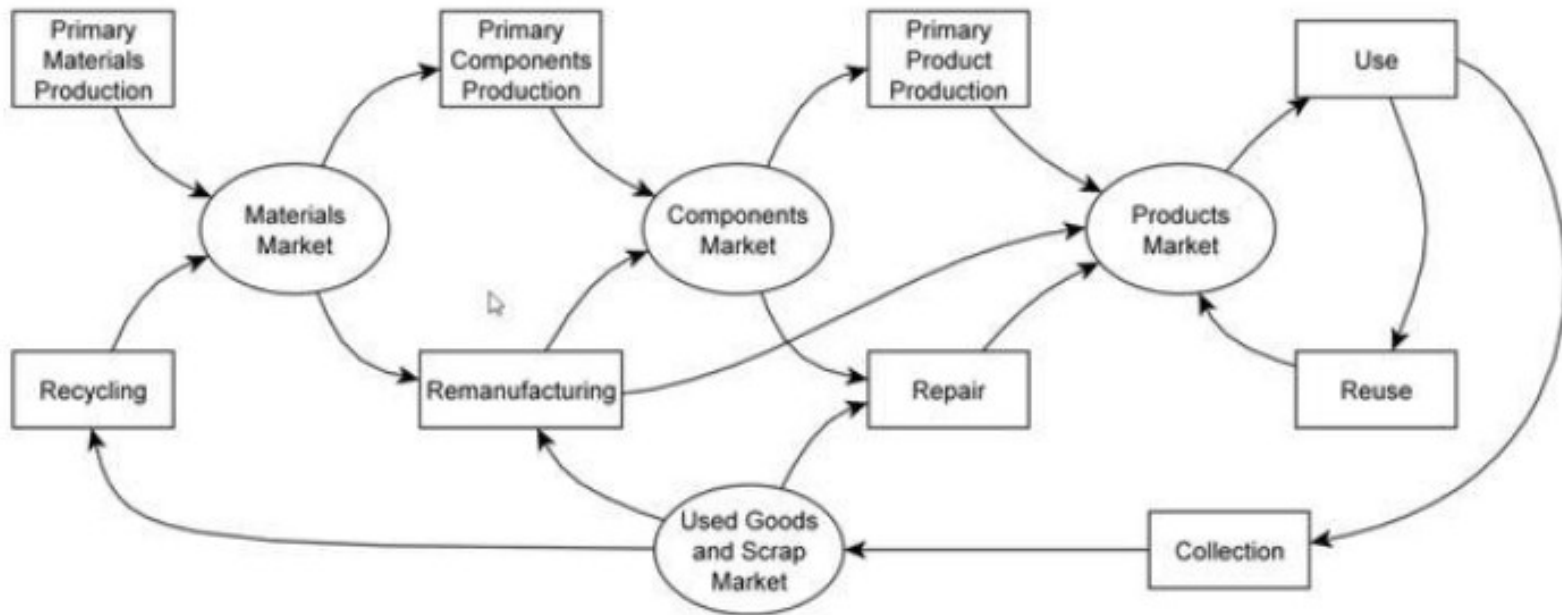 Primary
Materials
Production
Primary
Components
Production
Primary
Product
Production
Use
Materials
Market
Components
Market
Products
Market
Recycling
Remanufacturing
Repair
Reuse
Used Goods
and Scrap
Market
Collection